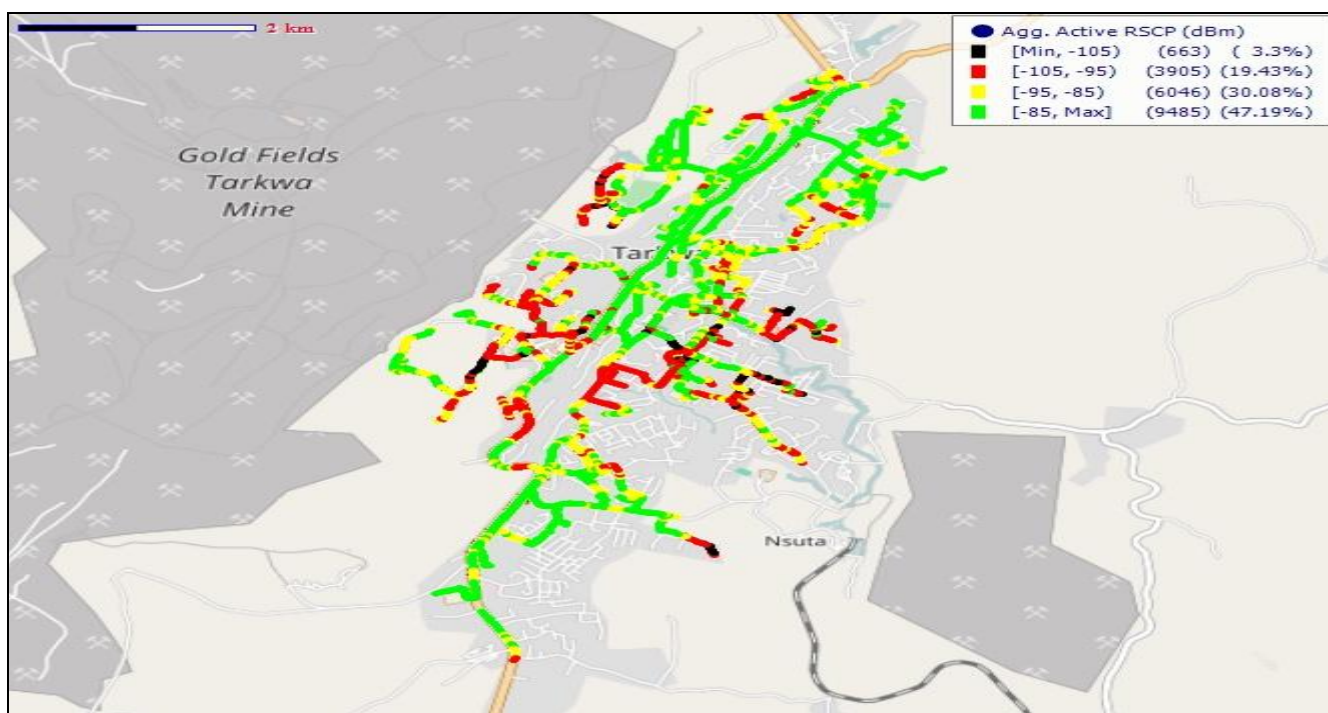 2 km
Agg. Active RSCP (dBm)
[Min, -105) (663) ( 3.3%)
[-105, -95) (3905) (19.43%)
[-95, -85) (6046) (30.08%)
[-85, Max] (9485) (47.19%)
Gold Fields
Tarkwa
Mine
Nsuta